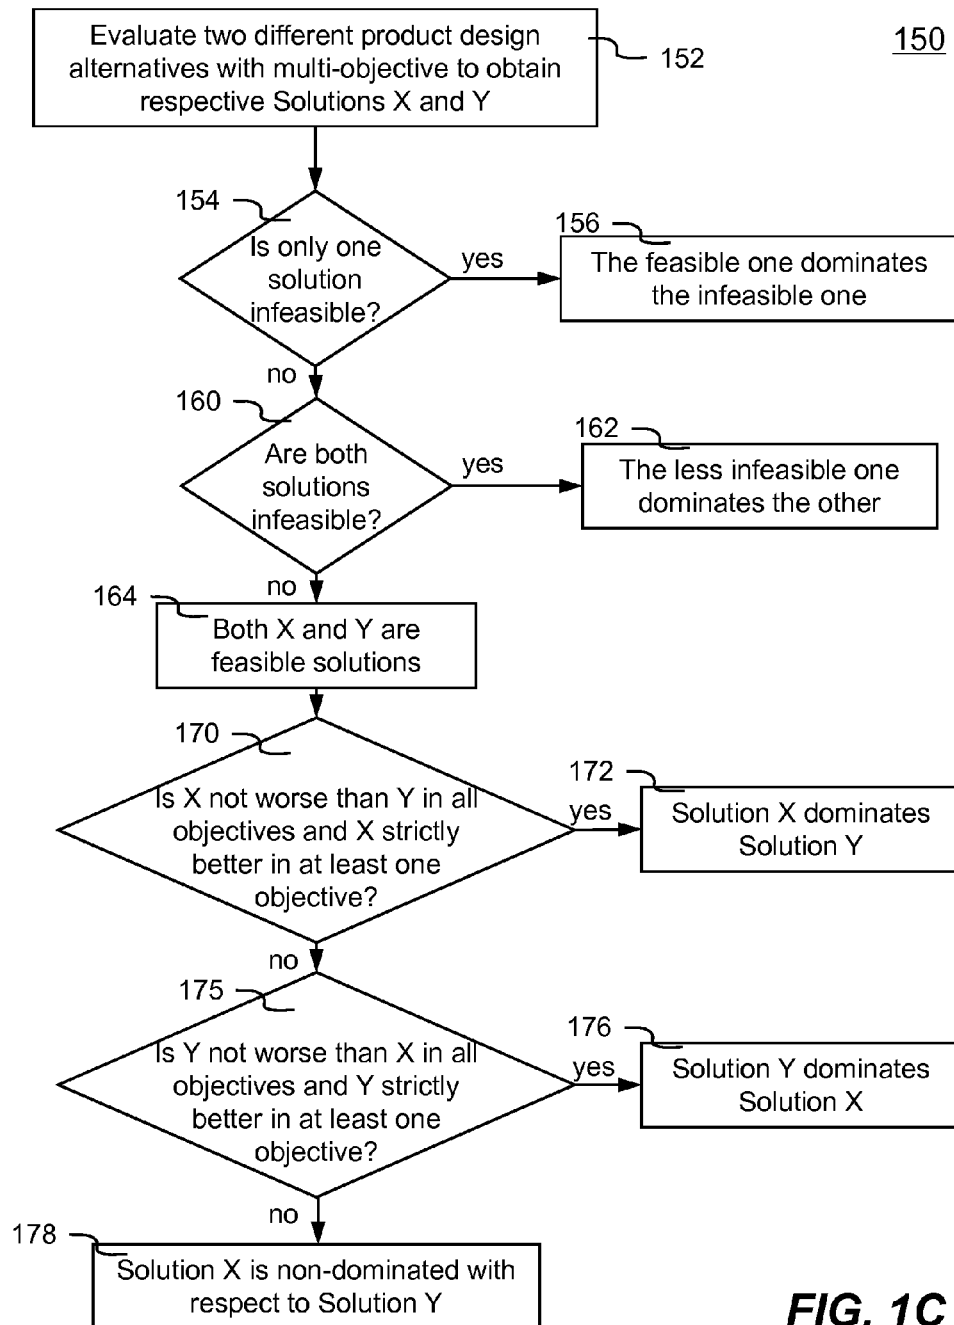 Evaluate two different product design
alternatives with multi-objective to obtain
respective Solutions X and Y
152
150
154
Is only one
solution
infeasible?
yes
156
The feasible one dominates
the infeasible one
no
160
Are both
solutions
infeasible?
yes
162
The less infeasible one
dominates the other
no
164
Both X and Y are
feasible solutions
170
Is X not worse than Y in all
objectives and X strictly
better in at least one
objective?
yes
172
Solution X dominates
Solution Y
no
175
Is Y not worse than X in all
objectives and Y strictly
better in at least one
objective?
yes
176
Solution Y dominates
Solution X
no
178
Solution X is non-dominated with
respect to Solution Y
FIG. 1C